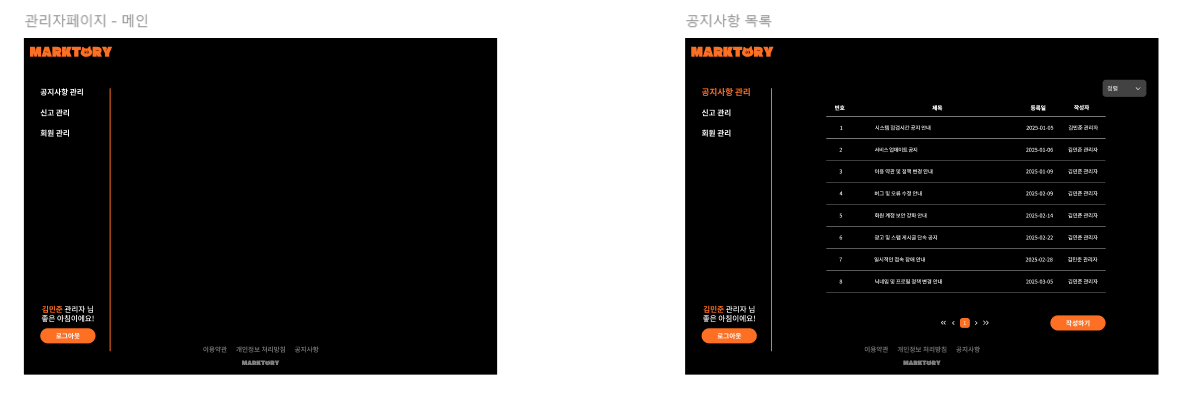 관리자페이지 - 메인
MARKTORY
공지사항 관리
신고 관리
회원 관리
김민준 관리자 님
좋은 아침이에요!
로그아웃
이용약관 개인정보 처리방침 공지사항
MARKTORY
공지사항 목록
MARKTORY
공지사항 관리
신고 관리
회원 관리
정렬
번호 제목 등록일 작성자
1 시스템 점검시간 공지 안내 2025-01-05 김민준 관리자
2 서비스 업데이트 공지 2025-01-06 김민준 관리자
3 이용 약관 및 정책 변경 안내 2025-01-09 김민준 관리자
4 버그 및 오류 수정 안내 2025-02-09 김민준 관리자
5 회원 계정 보안 강화 안내 2025-02-14 김민준 관리자
6 광고 및 스팸 게시글 단속 공지 2025-02-22 김민준 관리자
7 일시적인 접속 장애 안내 2025-02-28 김민준 관리자
8 닉네임 및 프로필 정책 변경 안내 2025-03-05 김민준 관리자
« < 1 > »
작성하기
김민준 관리자 님
좋은 아침이에요!
로그아웃
이용약관 개인정보 처리방침 공지사항
MARKTORY